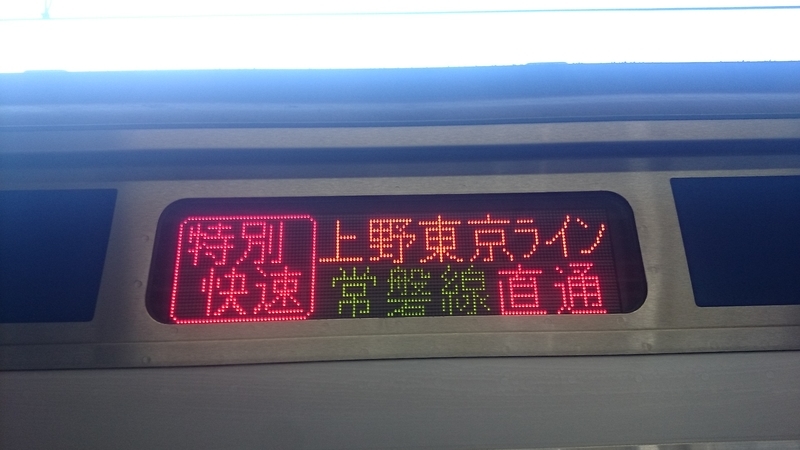 特別
快速
上野東京ライン
常磐線直通